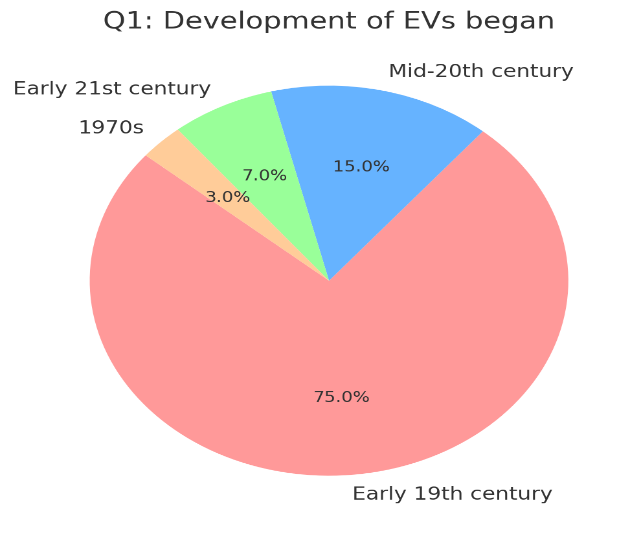 Q1: Development of EVs began
Mid-20th century
Early 21st century
1970s
15.0%
7.0%
3.0%
75.0%
Early 19th century